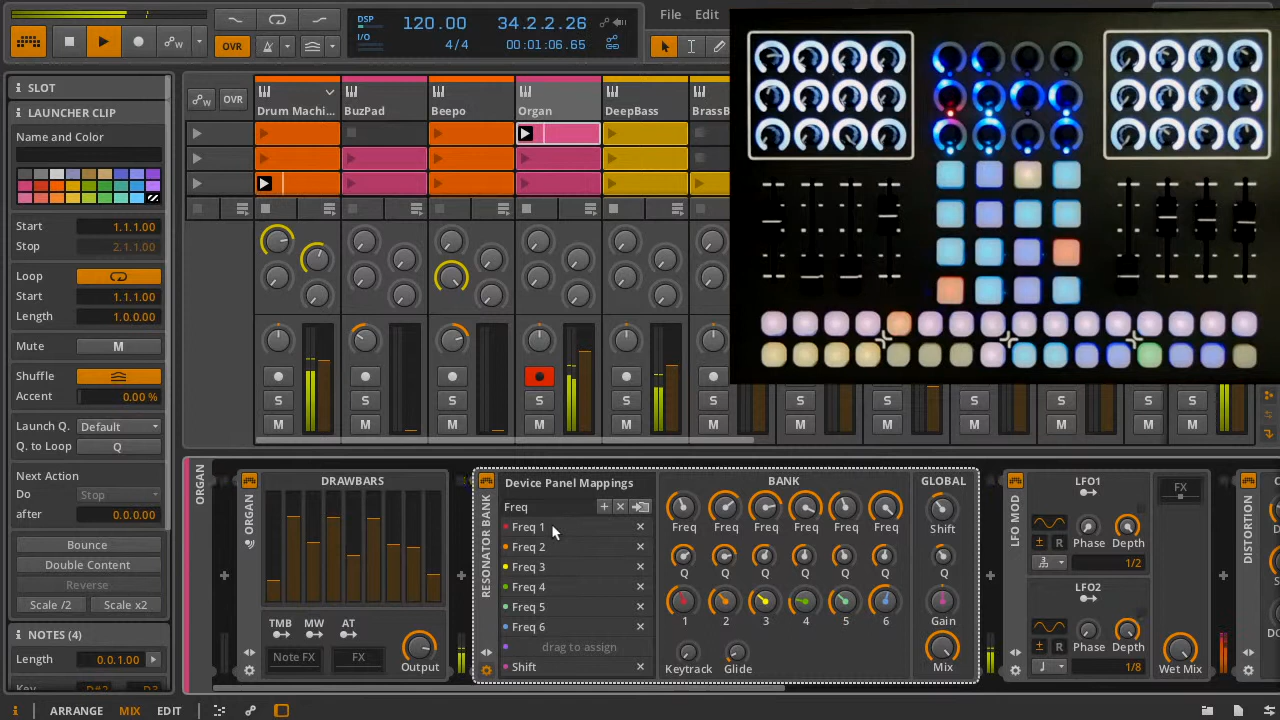 DSP
I/O
120.00
34.2.2.26
4/4
00:01:06.65
File
Edit
OVR
SLOT
LAUNCHER CLIP
Name and Color
Start
1.1.1.00
Stop
2.1.1.00
Loop
Start
1.1.1.00
Length
1.0.0.00
Mute
M
Shuffle
Accent
0.00 %
Launch Q.
Default
Q. to Loop
Q
Next Action
Do
Stop
after
0.0.0.00
Bounce
Double Content
Reverse
Scale /2
Scale x2
NOTES (4)
Length
0.0.1.00
OVR
Drum Machi...
BuzPad
Beepo
Organ
DeepBass
BrassB
S
S
S
S
S
S
S
S
S
S
S
M
M
M
M
M
M
M
M
M
M
M
ORGAN
ORGAN
DRAWBARS
TMB
MW
AT
Note FX
FX
Output
RESONATOR BANK
Device Panel Mappings
Freq
Freq 1
Freq 2
Freq 3
Freq 4
Freq 5
Freq 6
drag to assign
Shift
BANK
Freq
Freq
Freq
Freq
Freq
Freq
Q
Q
Q
Q
Q
Q
1
2
3
4
5
6
Keytrack
Glide
GLOBAL
Shift
Q
Gain
Mix
LFO MOD
LFO1
R
Phase
Depth
1/2
LFO2
R
Phase
Depth
1/8
FX
Wet Mix
DISTORTION
ARRANGE
MIX
EDIT